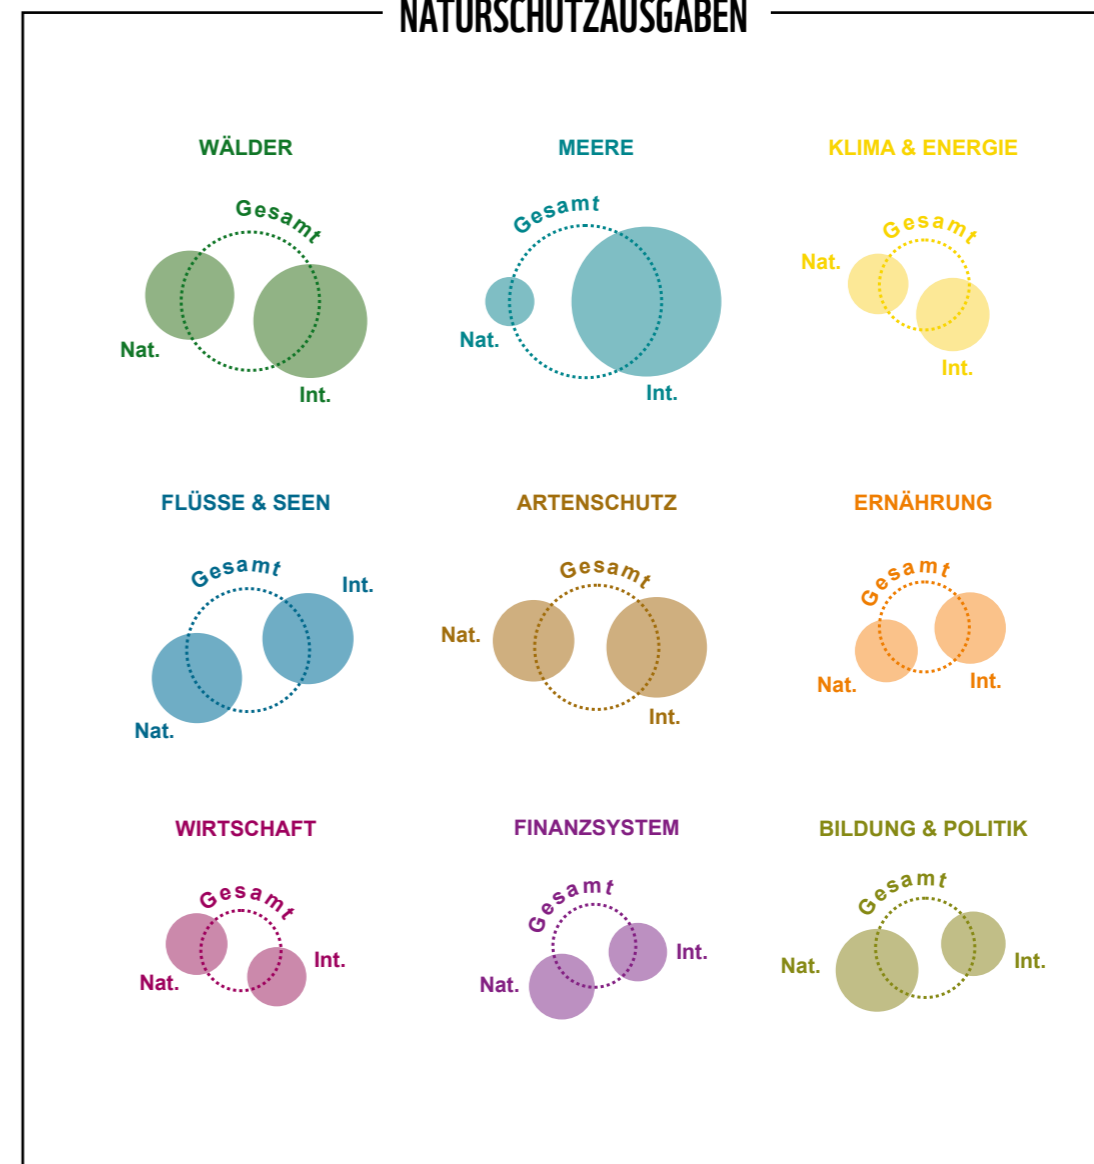 NATURSCHUTZAUSGABEN
WÄLDER
Gesamt
Nat.
Int.
MEERE
Gesamt
Nat.
Int.
KLIMA & ENERGIE
Gesamt
Nat.
Int.
FLÜSSE & SEEN
Gesamt
Int.
Nat.
ARTENSCHUTZ
Gesamt
Nat.
Int.
ERNÄHRUNG
Gesamt
Nat.
Int.
WIRTSCHAFT
Gesamt
Nat.
Int.
FINANZSYSTEM
Gesamt
Nat.
Int.
BILDUNG & POLITIK
Gesamt
Nat.
Int.